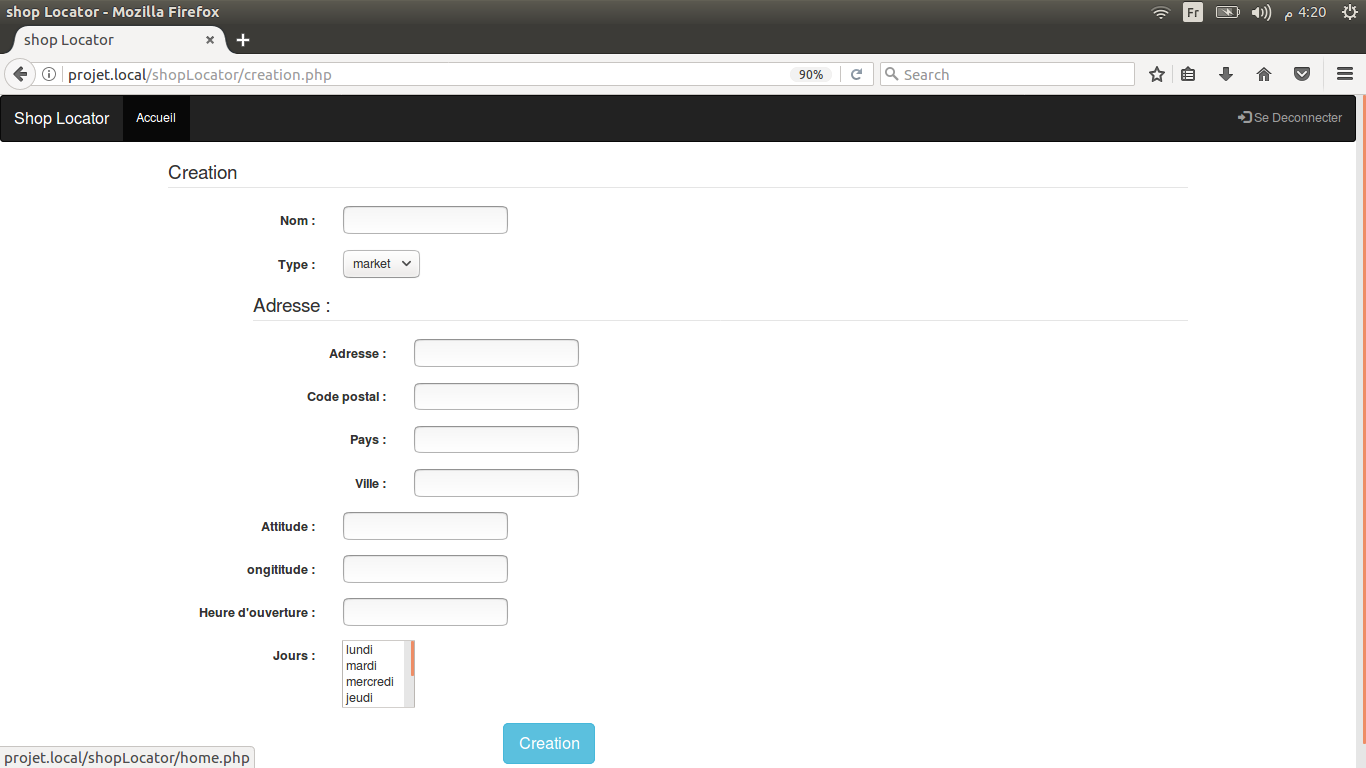 shop Locator - Mozilla Firefox
Fr
م 4:20
shop Locator
projet.local/shopLocator/creation.php
90%
Search
Shop Locator
Accueil
Se Deconnecter
Creation
Nom :
Type :
market
Adresse :
Adresse :
Code postal :
Pays :
Ville :
Attitude :
ongititude :
Heure d'ouverture :
Jours :
lundi
mardi
mercredi
jeudi
Creation
projet.local/shopLocator/home.php